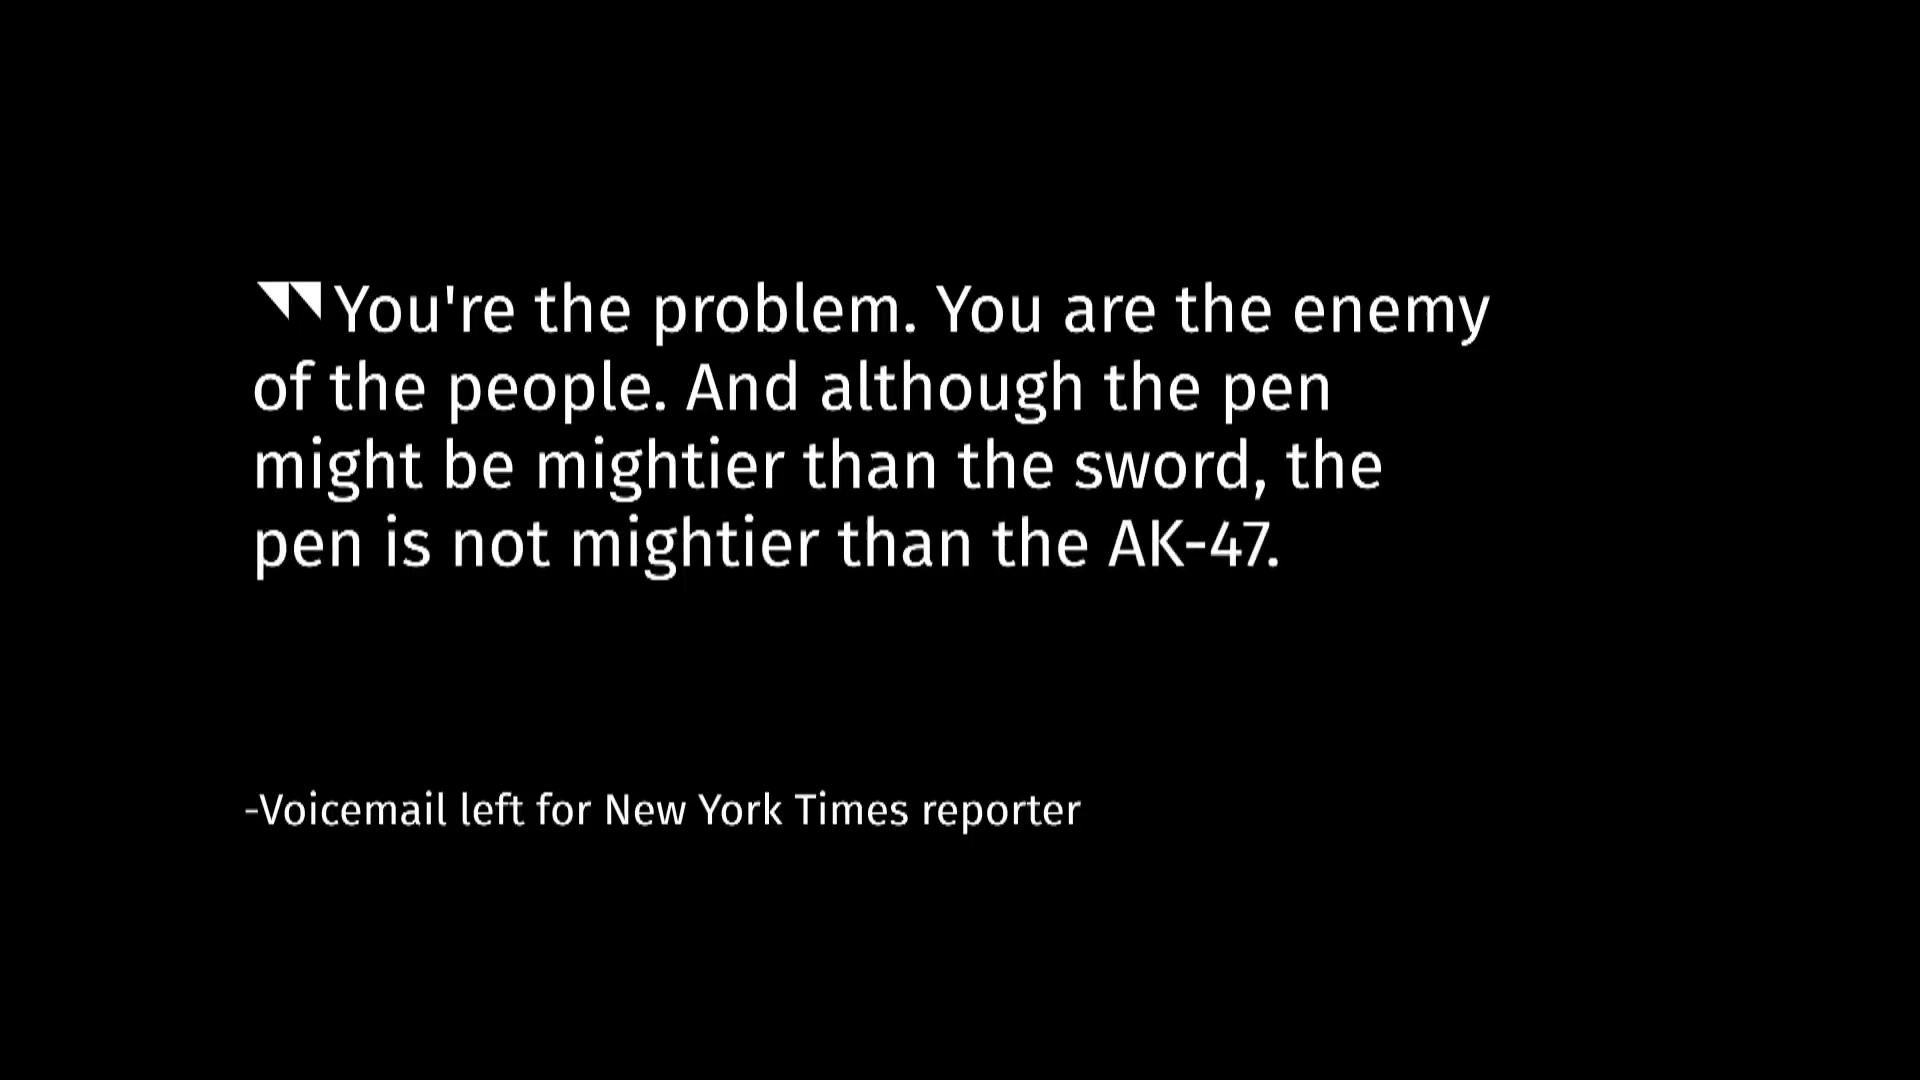 "You're the problem. You are the enemy
of the people. And although the pen
might be mightier than the sword, the
pen is not mightier than the AK-47.
-Voicemail left for New York Times reporter